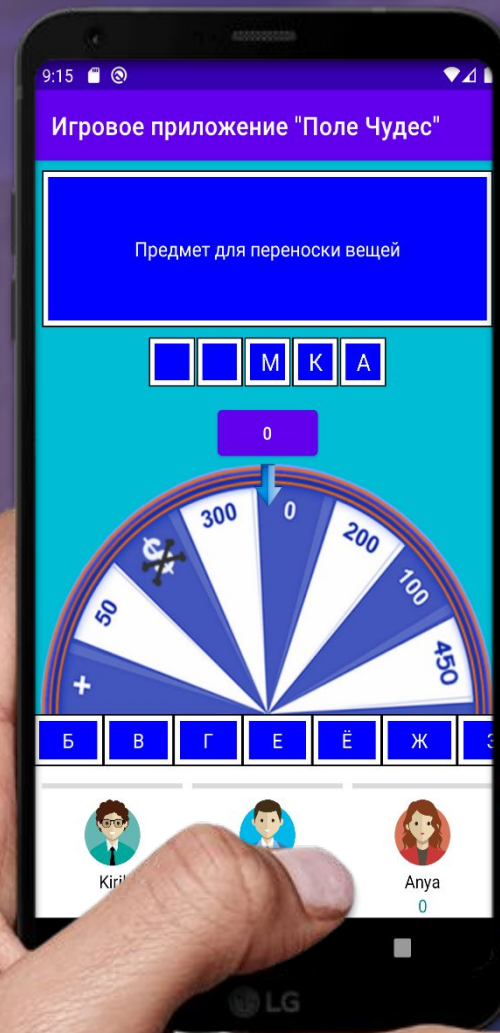 9:15
Игровое приложение "Поле Чудес"
Предмет для переноски вещей
М К А
0
300 0 200 100 450
50
+
Б В Г Е Ё Ж
Anya
0
LG